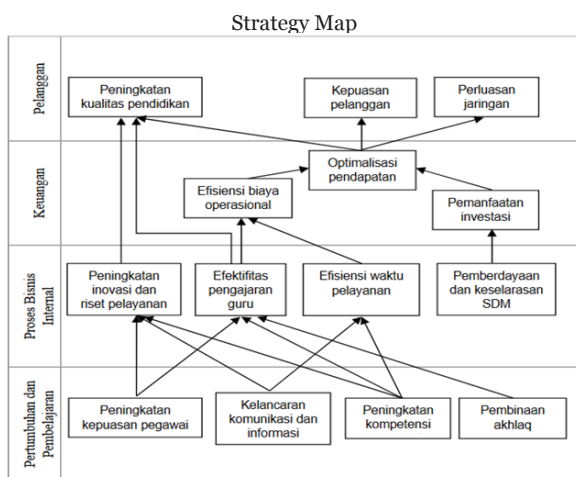 Strategy Map
Pelanggan
Peningkatan
kualitas pendidikan
Kepuasan
pelanggan
Perluasan
jaringan
Keuangan
Optimalisasi
pendapatan
Efisiensi biaya
operasional
Pemanfaatan
investasi
Proses Bisnis
Internal
Peningkatan
inovasi dan
riset pelayanan
Efektifitas
pengajaran
guru
Efisiensi waktu
pelayanan
Pemberdayaan
dan keselarasan
SDM
Pertumbuhan dan
Pembelajaran
Peningkatan
kepuasan pegawai
Kelancaran
komunikasi dan
informasi
Peningkatan
kompetensi
Pembinaan
akhlaq